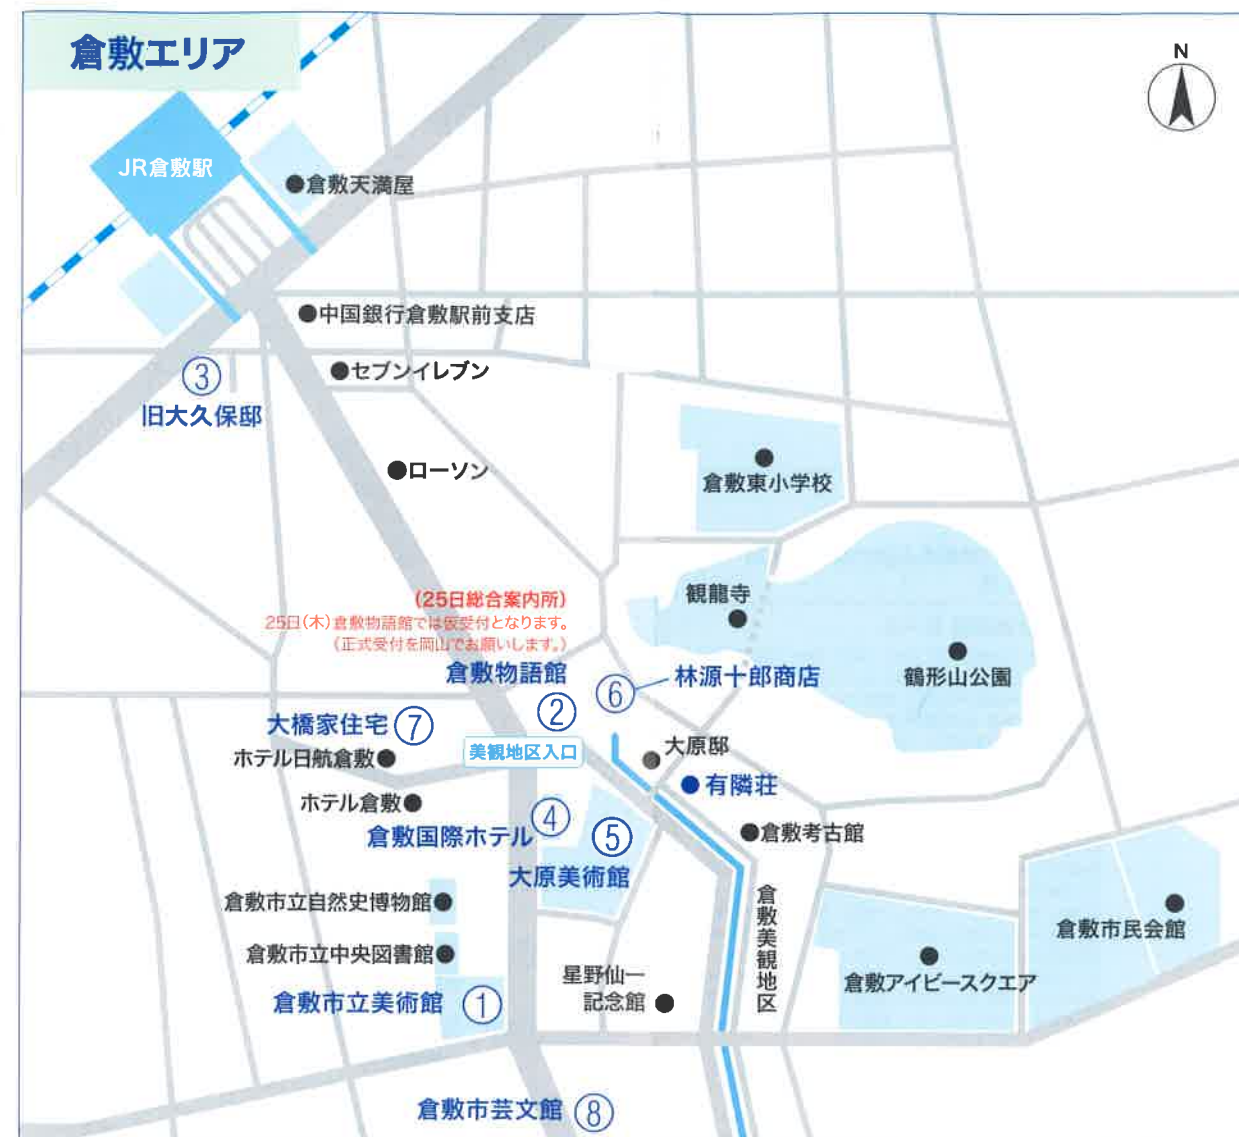 倉敷エリア
N
JR倉敷駅
●倉敷天満屋
●中国銀行倉敷駅前支店
●セブンイレブン
③
旧大久保邸
●ローソン
倉敷東小学校
観龍寺
(25日総合案内所)
25日(木)倉敷物語館では仮受付となります。
(正式受付を岡山でお願いします。)
倉敷物語館
②
⑥
林源十郎商店
鶴形山公園
大橋家住宅⑦
美観地区入口
大原邸
ホテル日航倉敷●
●有隣荘
ホテル倉敷●
倉敷国際ホテル④
⑤
大原美術館
●倉敷考古館
倉敷美観地区
倉敷市立自然史博物館●
倉敷市民会館
倉敷市立中央図書館●
倉敷アイビースクエア
星野仙一
記念館●
倉敷市立美術館①
倉敷市芸文館⑧